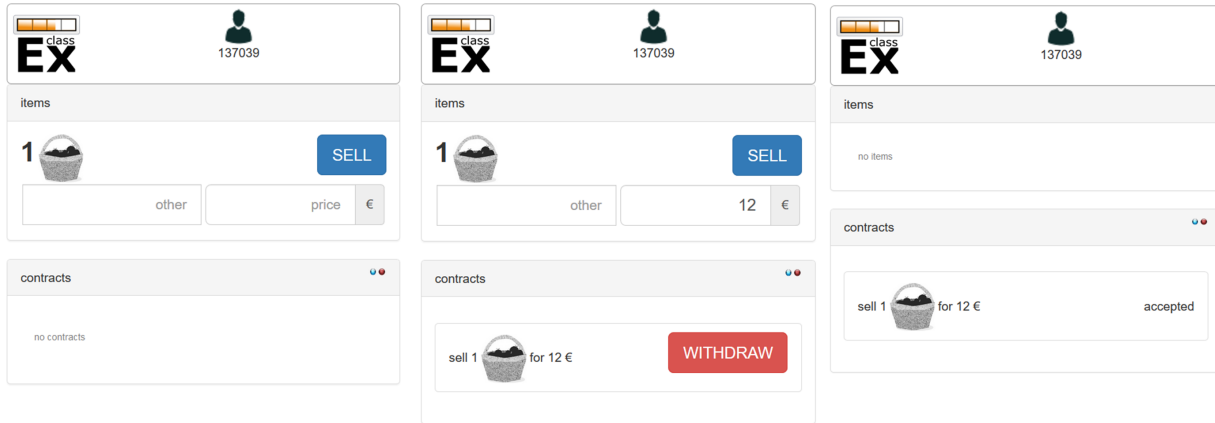 class
Ex
137039
items
1 SELL
other price €
contracts
no contracts
class
Ex
137039
items
1 SELL
other 12 €
contracts
sell 1 for 12 € WITHDRAW
class
Ex
137039
items
no items
contracts
sell 1 for 12 € accepted